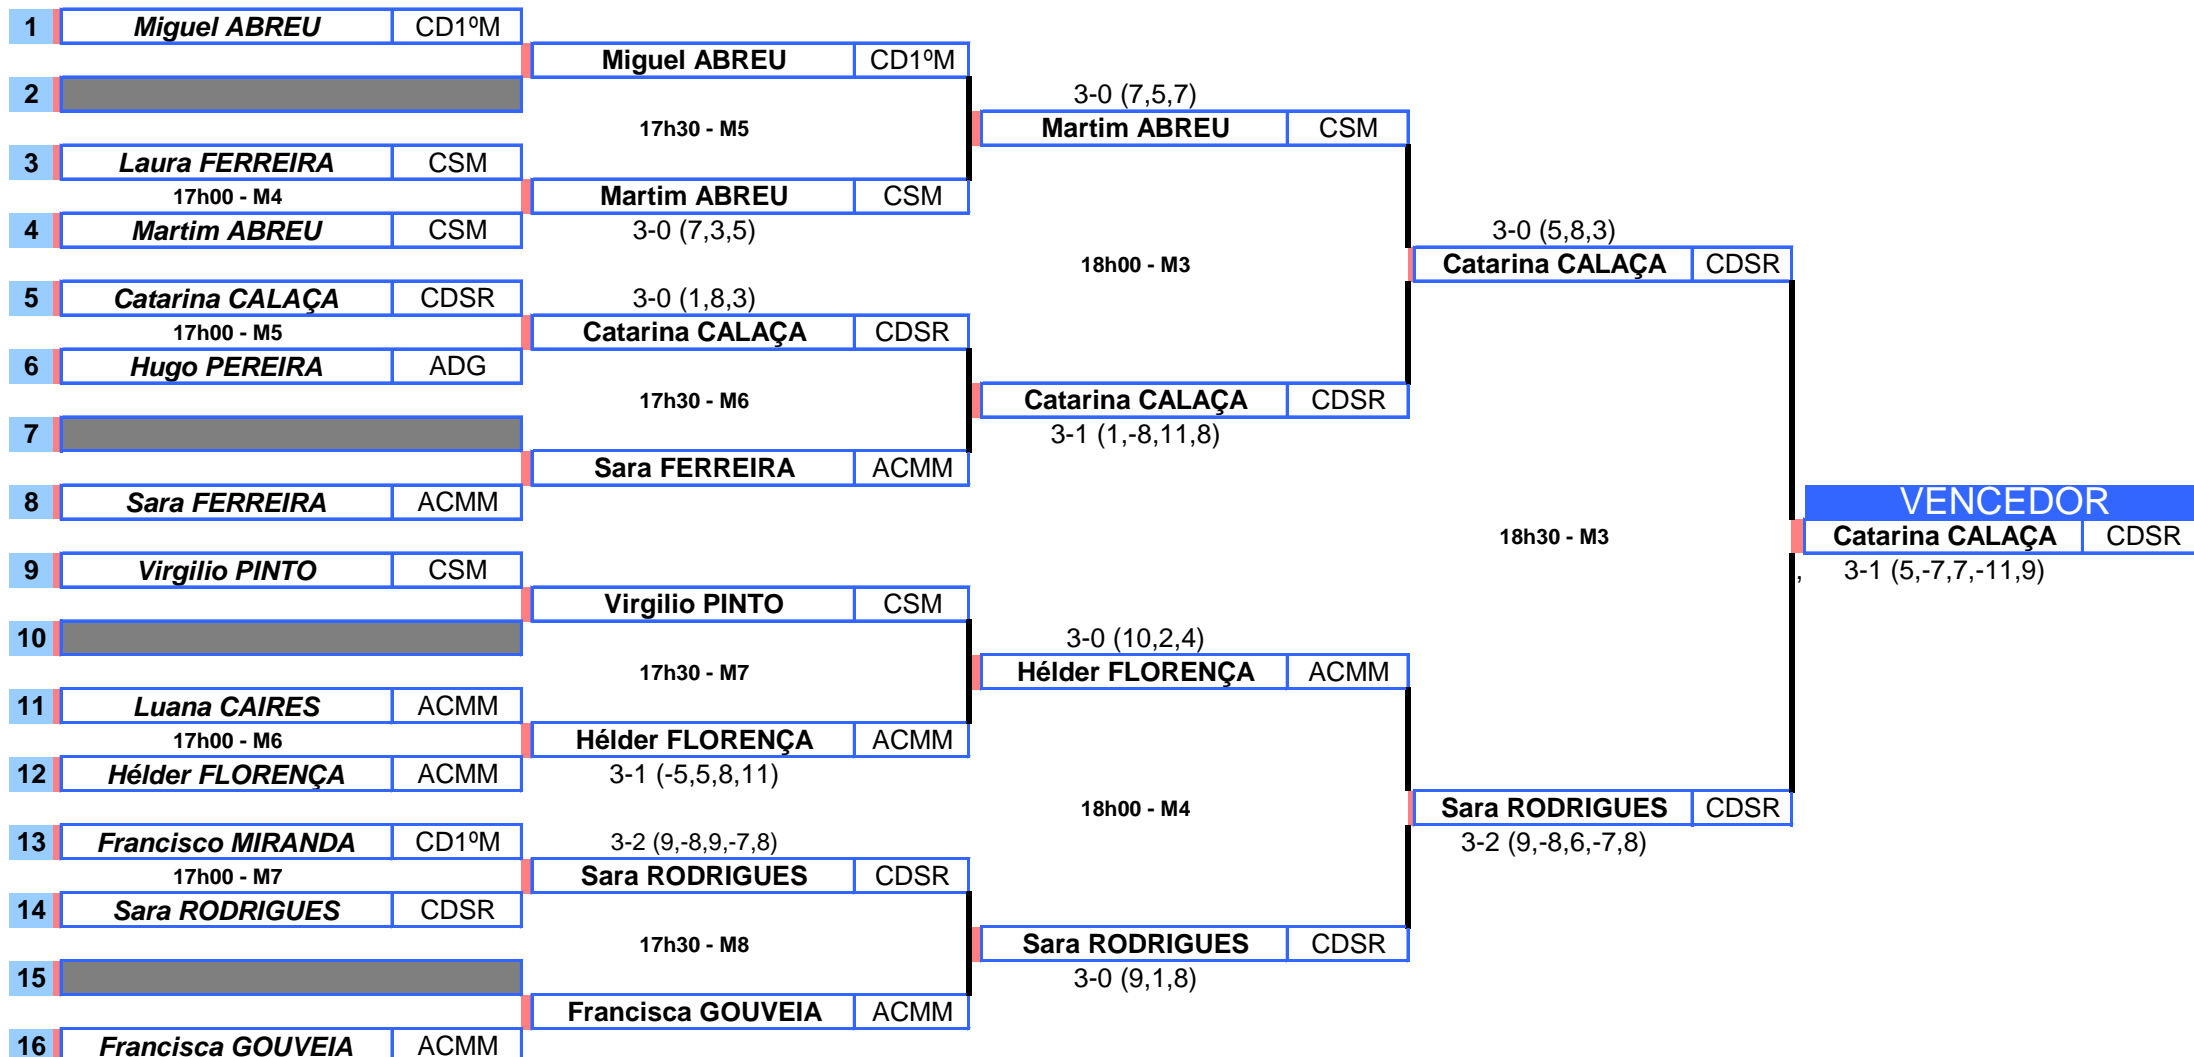 1 Miguel ABREU CD1ºM
Miguel ABREU CD1ºM
2
3-0 (7,5,7)
17h30 - M5
Martim ABREU CSM
3 Laura FERREIRA CSM
17h00 - M4
Martim ABREU CSM
4 Martim ABREU CSM
3-0 (7,3,5)
3-0 (5,8,3)
18h00 - M3
Catarina CALAÇA CDSR
5 Catarina CALAÇA CDSR
3-0 (1,8,3)
17h00 - M5
Catarina CALAÇA CDSR
6 Hugo PEREIRA ADG
17h30 - M6
Catarina CALAÇA CDSR
7
3-1 (1,-8,11,8)
Sara FERREIRA ACMM
8 Sara FERREIRA ACMM
VENCEDOR
18h30 - M3
Catarina CALAÇA CDSR
9 Virgilio PINTO CSM
, 3-1 (5,-7,7,-11,9)
Virgilio PINTO CSM
10
3-0 (10,2,4)
17h30 - M7
Hélder FLORENÇA ACMM
11 Luana CAIRES ACMM
17h00 - M6
Hélder FLORENÇA ACMM
12 Hélder FLORENÇA ACMM
3-1 (-5,5,8,11)
18h00 - M4
Sara RODRIGUES CDSR
13 Francisco MIRANDA CD1ºM
3-2 (9,-8,9,-7,8)
3-2 (9,-8,6,-7,8)
17h00 - M7
Sara RODRIGUES CDSR
14 Sara RODRIGUES CDSR
17h30 - M8
Sara RODRIGUES CDSR
15
3-0 (9,1,8)
Francisca GOUVEIA ACMM
16 Francisca GOUVEIA ACMM